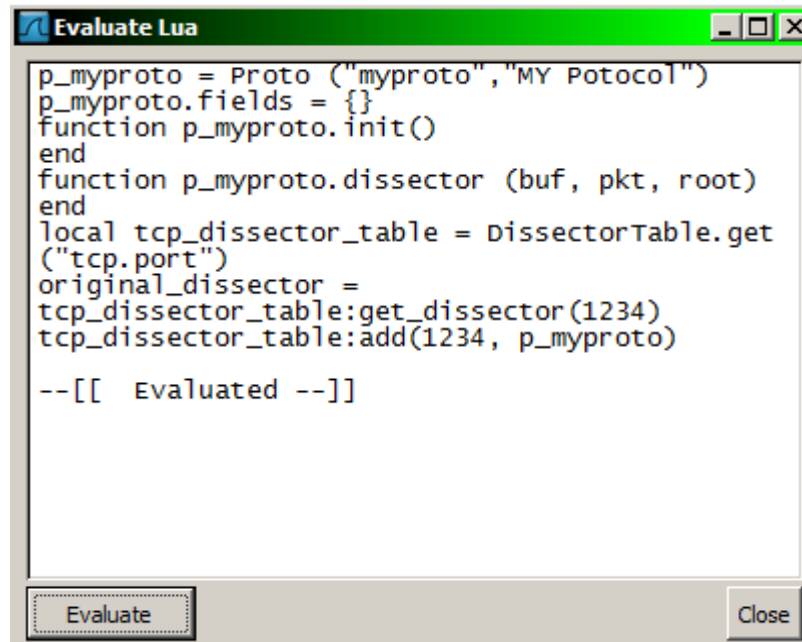 Evaluate Lua
p_myproto = Proto ("myproto","MY Potocol")
p_myproto.fields = {}
function p_myproto.init()
end
function p_myproto.dissector (buf, pkt, root)
end
local tcp_dissector_table = DissectorTable.get
("tcp.port")
original_dissector =
tcp_dissector_table:get_dissector(1234)
tcp_dissector_table:add(1234, p_myproto)
--[[  Evaluated --]]
Evaluate
Close